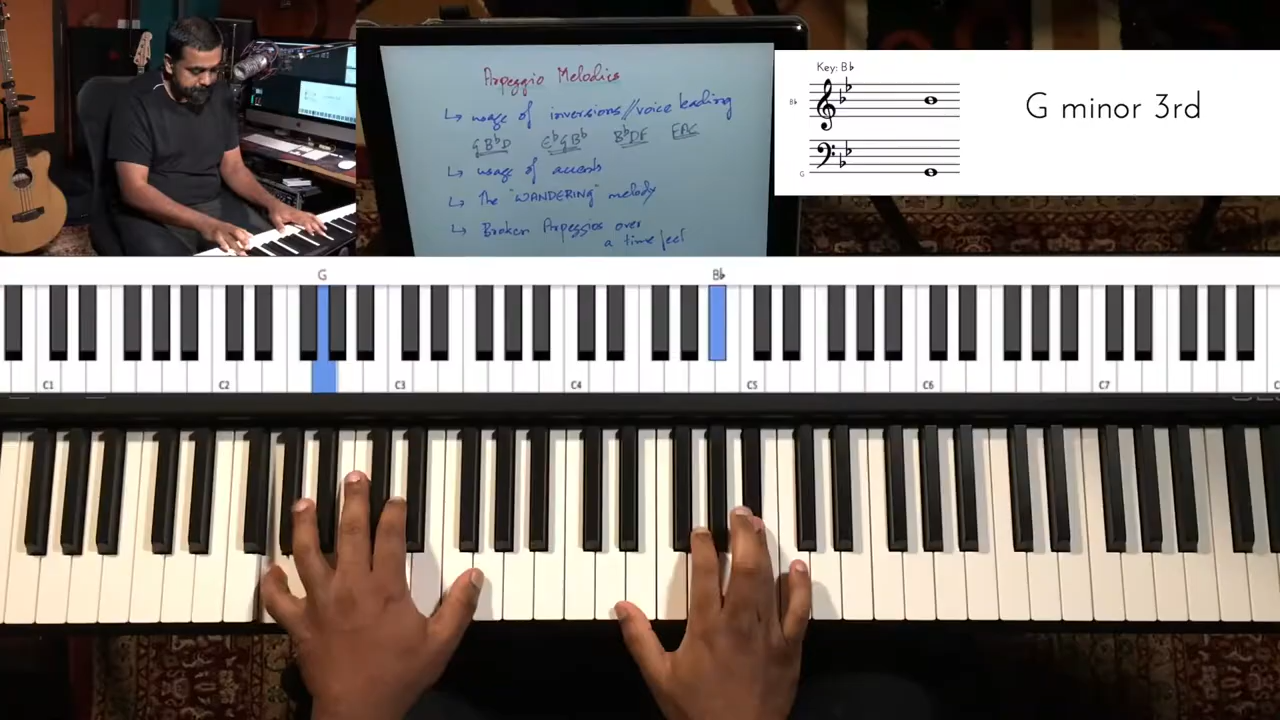 Arpeggio Melodies
↳ usage of inversions//voice leading
GB♭D E♭GB♭ B♭DF FAC
↳ usage of accents
↳ The "WANDERING" melody
↳ Broken Arpeggios over
a time feel
Key: B♭
B♭
G
G minor 3rd
G B♭
C1 C2 C3 C4 C5 C6 C7 C